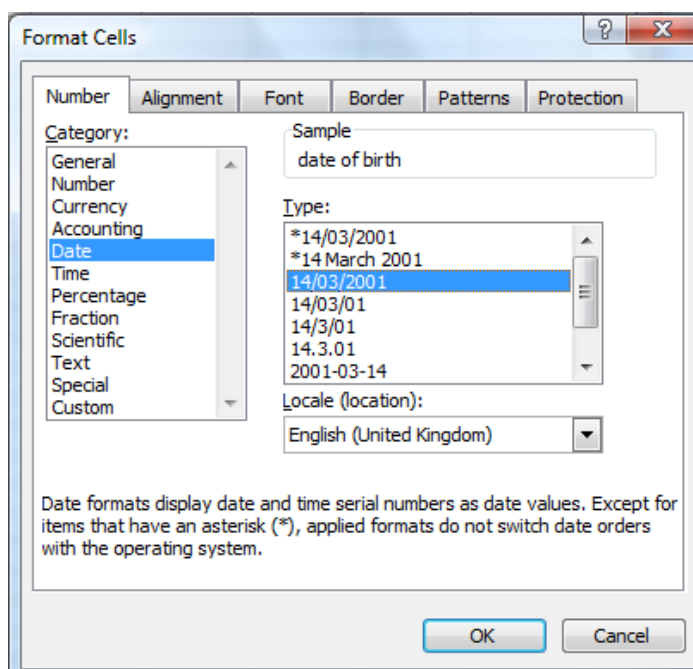 Format Cells
Number Alignment Font Border Patterns Protection
Category:
General
Number
Currency
Accounting
Date
Time
Percentage
Fraction
Scientific
Text
Special
Custom
Sample
date of birth
Type:
*14/03/2001
*14 March 2001
14/03/2001
14/03/01
14/3/01
14.3.01
2001-03-14
Locale (location):
English (United Kingdom)
Date formats display date and time serial numbers as date values. Except for
items that have an asterisk (*), applied formats do not switch date orders
with the operating system.
OK Cancel